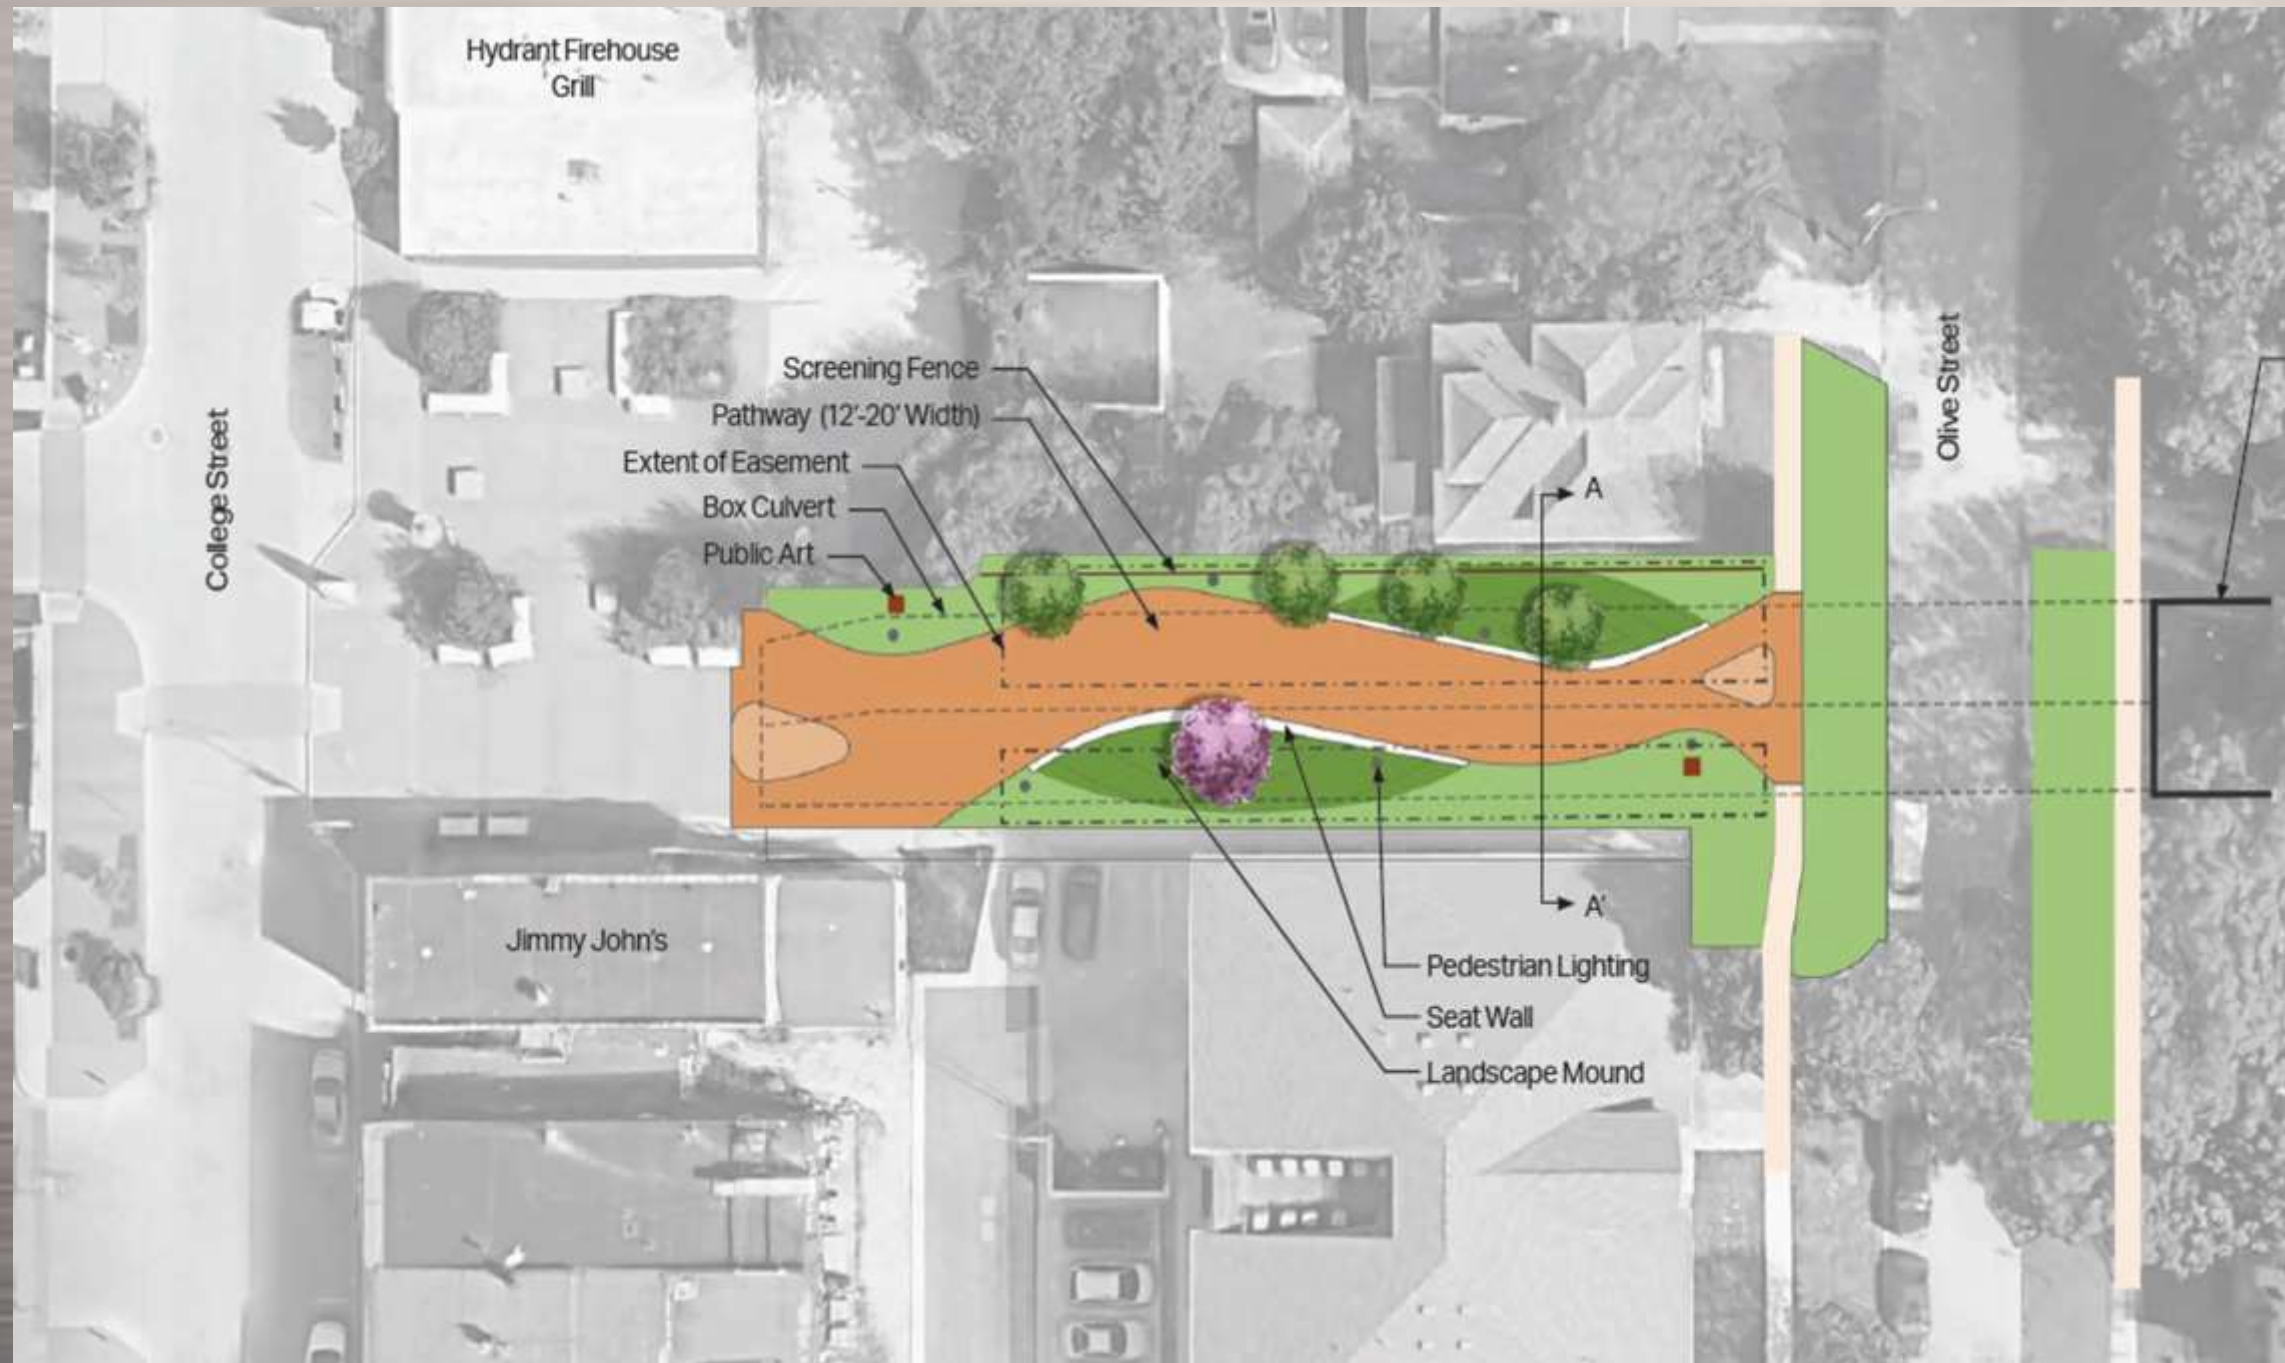 Hydrant Firehouse
Grill
Screening Fence
Pathway (12'-20' Width)
Extent of Easement
Box Culvert
Public Art
College Street
Olive Street
A
A'
Jimmy John's
Pedestrian Lighting
Seat Wall
Landscape Mound